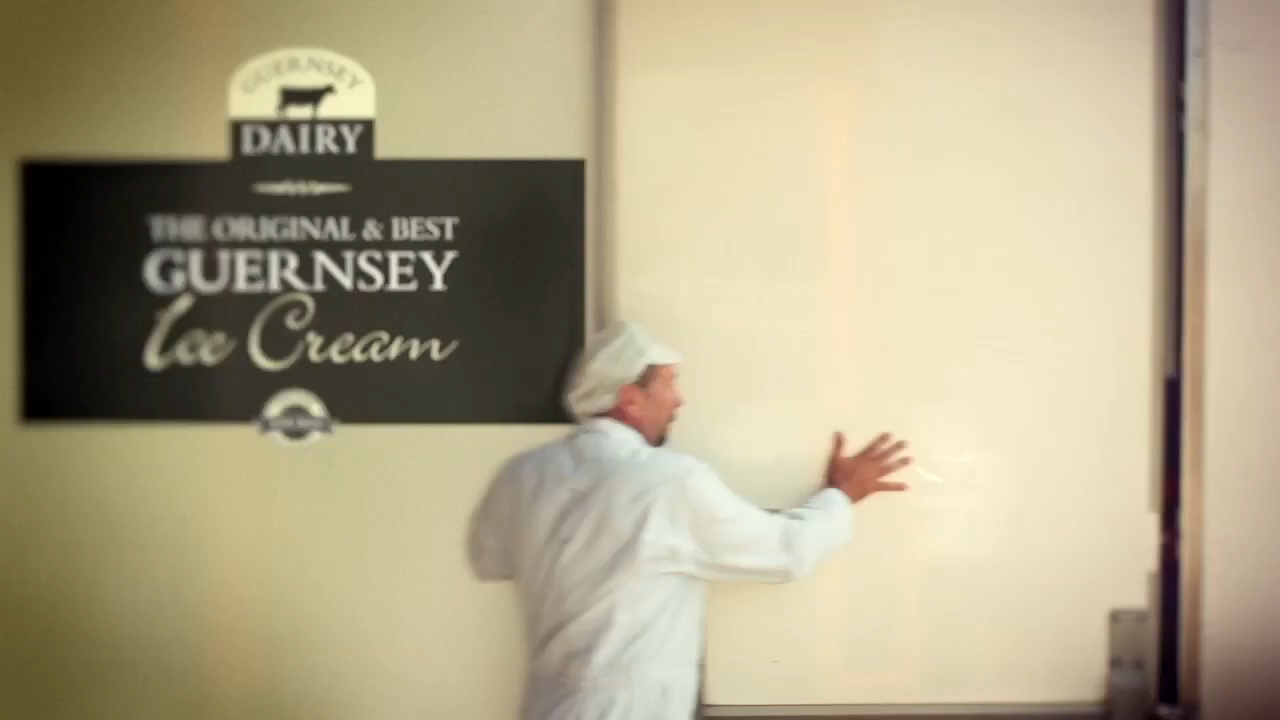 GUERNSEY
DAIRY
THE ORIGINAL & BEST
GUERNSEY
Ice Cream